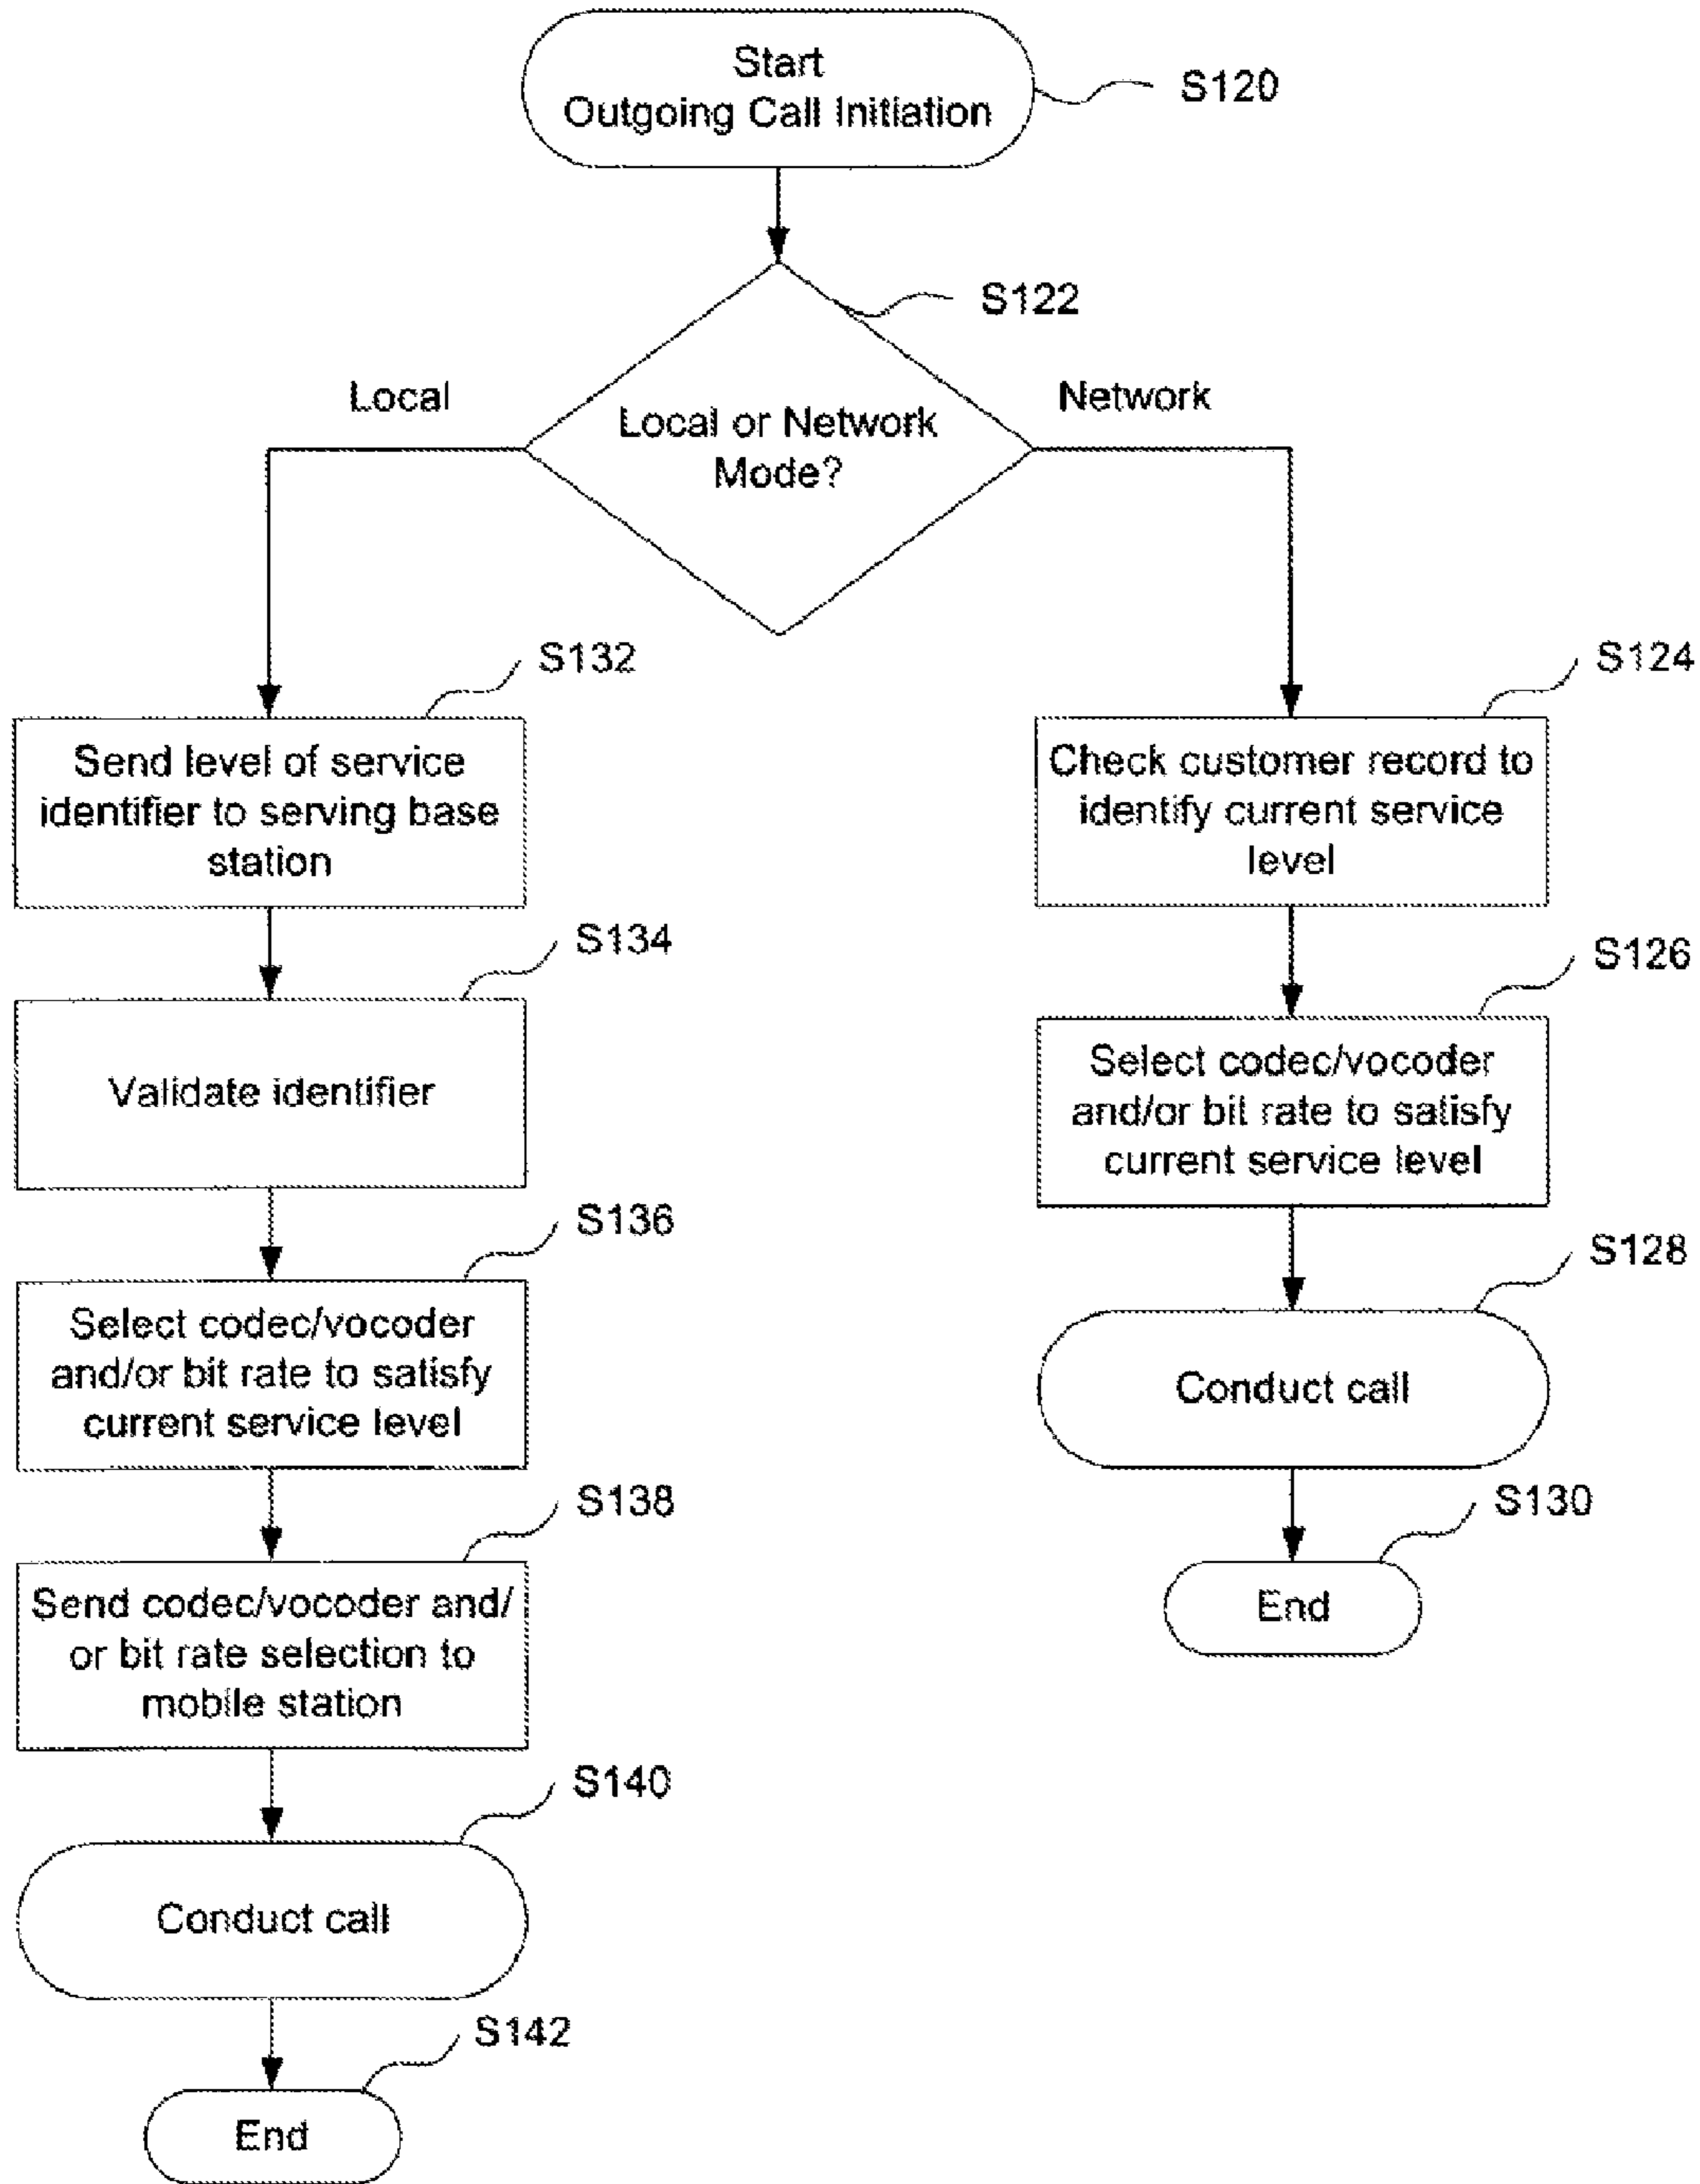 Start
Outgoing Call Initiation
S120
S122
Local
Network
Local or Network
Mode?
S132
S124
Send level of service
identifier to serving base
station
Check customer record to
identify current service
level
S134
S126
Validate identifier
Select codec/vocoder
and/or bit rate to satisfy
current service level
S136
S128
Select codec/vocoder
and/or bit rate to satisfy
current service level
Conduct call
S138
S130
Send codec/vocoder and/
or bit rate selection to
mobile station
End
S140
Conduct call
S142
End